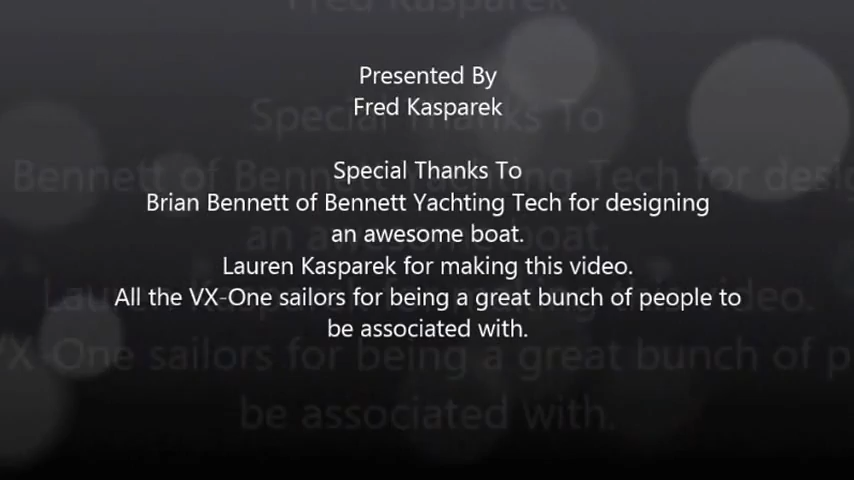 Presented By
Fred Kasparek
Special Thanks To
Brian Bennett of Bennett Yachting Tech for designing
an awesome boat.
Lauren Kasparek for making this video.
All the VX-One sailors for being a great bunch of people to
be associated with.